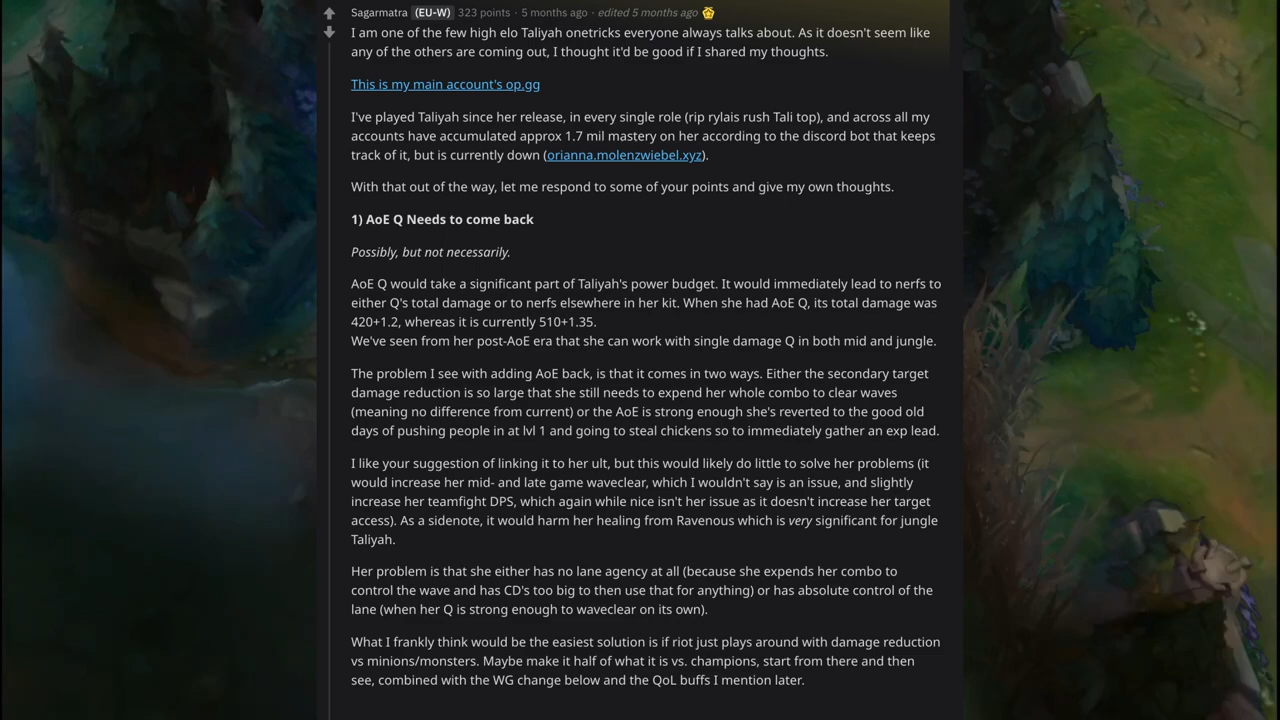 Sagarmatra (EU-W) 323 points · 5 months ago · edited 5 months ago
I am one of the few high elo Taliyah onetricks everyone always talks about. As it doesn't seem like
any of the others are coming out, I thought it'd be good if I shared my thoughts.
This is my main account's op.gg
I've played Taliyah since her release, in every single role (rip rylais rush Tali top), and across all my
accounts have accumulated approx 1.7 mil mastery on her according to the discord bot that keeps
track of it, but is currently down (orianna.molenzwiebel.xyz).
With that out of the way, let me respond to some of your points and give my own thoughts.
1) AoE Q Needs to come back
Possibly, but not necessarily.
AoE Q would take a significant part of Taliyah's power budget. It would immediately lead to nerfs to
either Q's total damage or to nerfs elsewhere in her kit. When she had AoE Q, its total damage was
420+1.2, whereas it is currently 510+1.35.
We've seen from her post-AoE era that she can work with single damage Q in both mid and jungle.
The problem I see with adding AoE back, is that it comes in two ways. Either the secondary target
damage reduction is so large that she still needs to expend her whole combo to clear waves
(meaning no difference from current) or the AoE is strong enough she's reverted to the good old
days of pushing people in at lvl 1 and going to steal chickens so to immediately gather an exp lead.
I like your suggestion of linking it to her ult, but this would likely do little to solve her problems (it
would increase her mid- and late game waveclear, which I wouldn't say is an issue, and slightly
increase her teamfight DPS, which again while nice isn't her issue as it doesn't increase her target
access). As a sidenote, it would harm her healing from Ravenous which is very significant for jungle
Taliyah.
Her problem is that she either has no lane agency at all (because she expends her combo to
control the wave and has CD's too big to then use that for anything) or has absolute control of the
lane (when her Q is strong enough to waveclear on its own).
What I frankly think would be the easiest solution is if riot just plays around with damage reduction
vs minions/monsters. Maybe make it half of what it is vs. champions, start from there and then
see, combined with the WG change below and the QoL buffs I mention later.